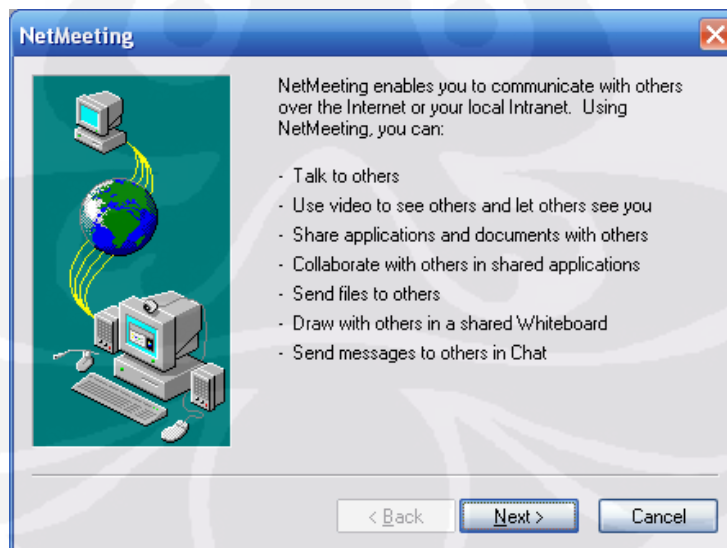 NetMeeting
NetMeeting enables you to communicate with others
over the Internet or your local Intranet.  Using
NetMeeting, you can:
- Talk to others
- Use video to see others and let others see you
- Share applications and documents with others
- Collaborate with others in shared applications
- Send files to others
- Draw with others in a shared Whiteboard
- Send messages to others in Chat
< Back
Next >
Cancel